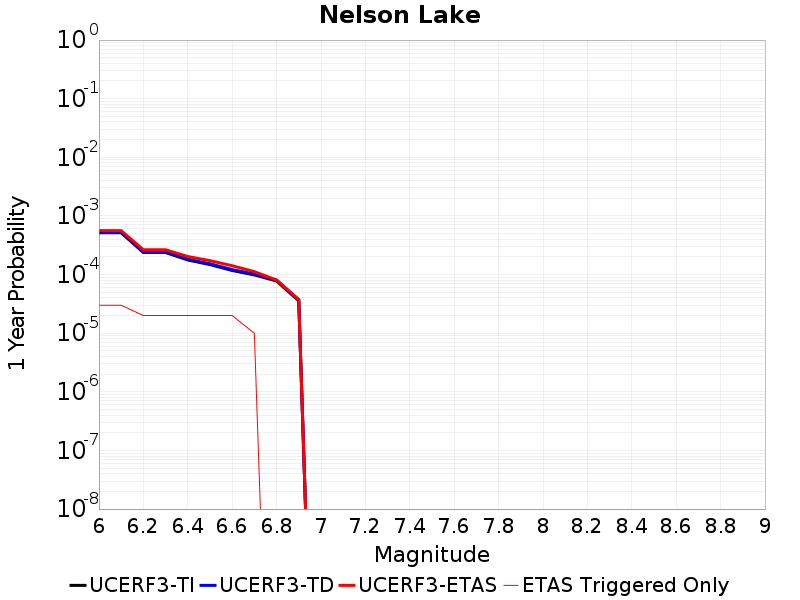 Nelson Lake
10^0
10^-1
10^-2
10^-3
10^-4
10^-5
10^-6
10^-7
10^-8
1 Year Probability
6 6.2 6.4 6.6 6.8 7 7.2 7.4 7.6 7.8 8 8.2 8.4 8.6 8.8 9
Magnitude
UCERF3-TI UCERF3-TD UCERF3-ETAS ETAS Triggered Only